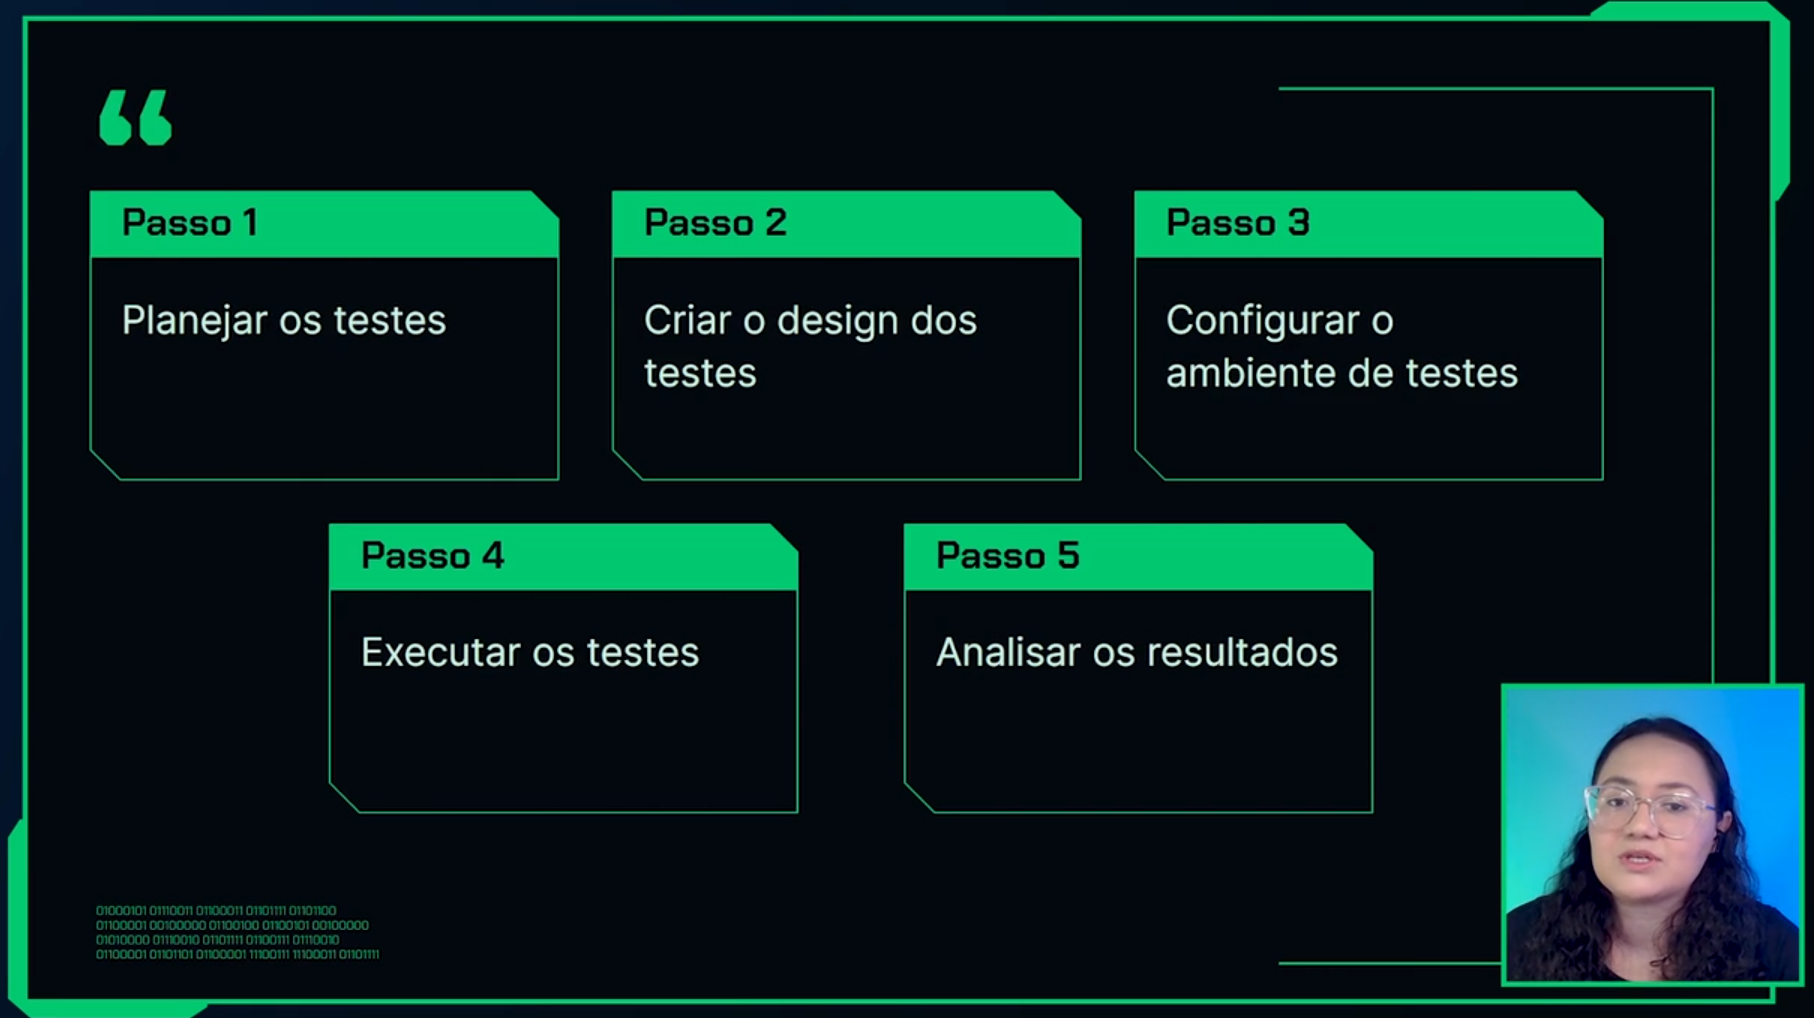 “
Passo 1
Planejar os testes
Passo 2
Criar o design dos
testes
Passo 3
Configurar o
ambiente de testes
Passo 4
Executar os testes
Passo 5
Analisar os resultados
01000101 01110011 01100011 01101111 01101100
01100001 00100000 01100100 01100101 00100000
01010000 01110010 01101111 01100111 01110010
01100001 01101101 01100001 11100111 11100011 01101111